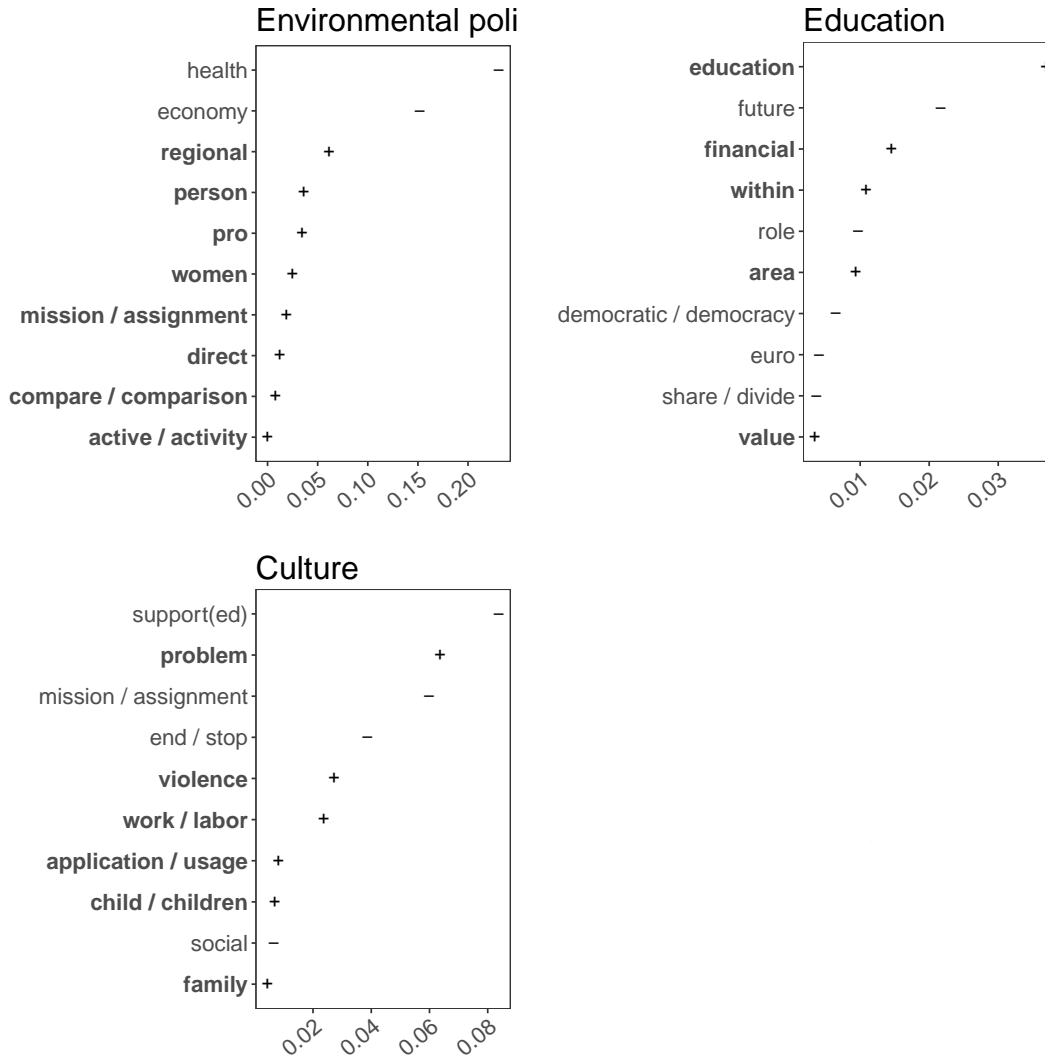 Environmental poli
health
economy
regional
person
pro
women
mission / assignment
direct
compare / comparison
active / activity
0.00
0.05
0.10
0.15
0.20
Education
education
future
financial
within
role
area
democratic / democracy
euro
share / divide
value
0.01
0.02
0.03
Culture
support(ed)
problem
mission / assignment
end / stop
violence
work / labor
application / usage
child / children
social
family
0.02
0.04
0.06
0.08